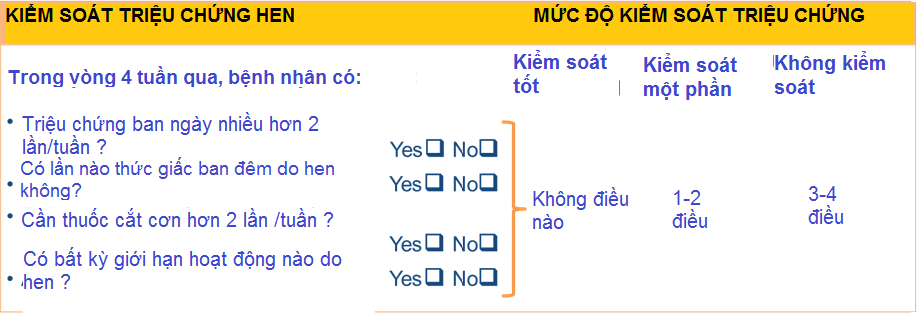 KIỂM SOÁT TRIỆU CHỨNG HEN
MỨC ĐỘ KIỂM SOÁT TRIỆU CHỨNG
Trong vòng 4 tuần qua, bệnh nhân có:
Kiểm soát
tốt
Kiểm soát
một phần
Không kiểm
soát
• Triệu chứng ban ngày nhiều hơn 2
lần/tuần ?
Yes❑ No❑
Có lần nào thức giấc ban đêm do hen
• không?
Yes❑ No❑
• Cần thuốc cắt cơn hơn 2 lần /tuần ?
Yes❑ No❑
Có bất kỳ giới hạn hoạt động nào do
• hen ?
Yes❑ No❑
Không điều
nào
1-2
điều
3-4
điều